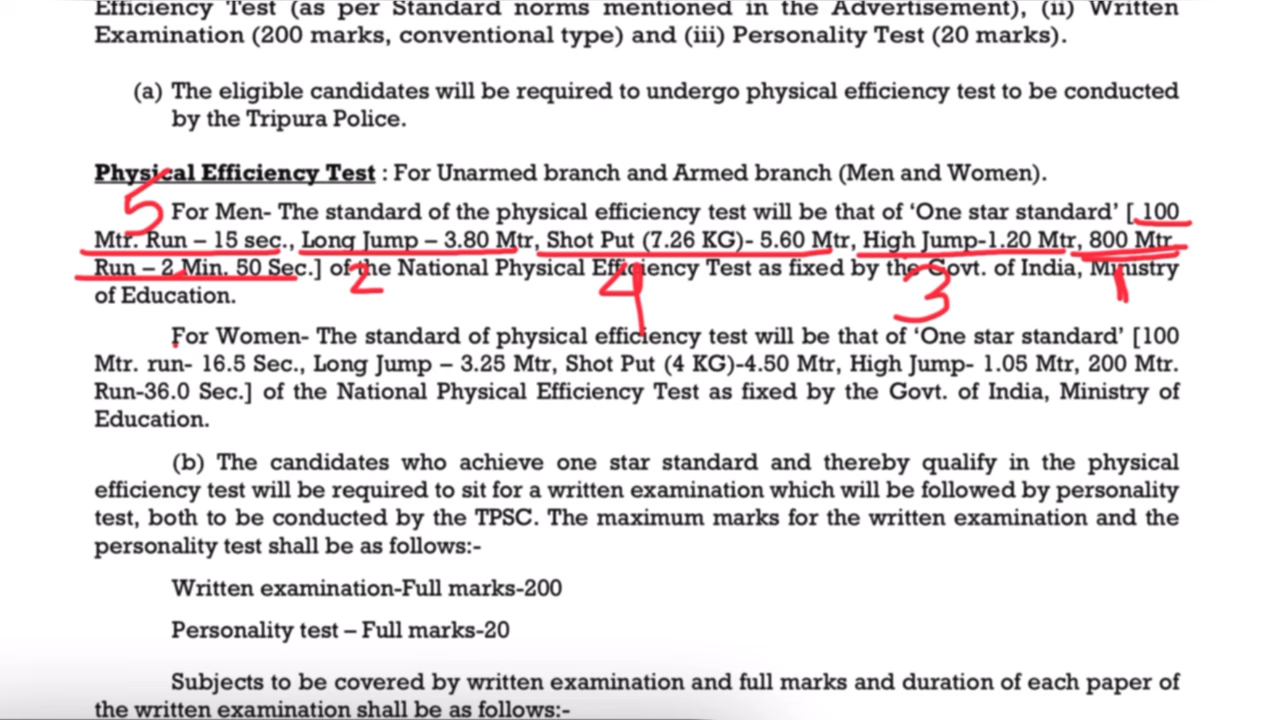 Efficiency Test (as per Standard norms mentioned in the Advertisement), (ii) Written
Examination (200 marks, conventional type) and (iii) Personality Test (20 marks).
(a) The eligible candidates will be required to undergo physical efficiency test to be conducted
by the Tripura Police.
Physical Efficiency Test : For Unarmed branch and Armed branch (Men and Women).
5
For Men- The standard of the physical efficiency test will be that of ‘One star standard’ [ 100
Mtr. Run – 15 sec., Long Jump – 3.80 Mtr, Shot Put (7.26 KG)- 5.60 Mtr, High Jump-1.20 Mtr, 800 Mtr
Run – 2 Min. 50 Sec.] of the National Physical Efficiency Test as fixed by the Govt. of India, Ministry
2 4 3 1
of Education.
For Women- The standard of physical efficiency test will be that of ‘One star standard’ [100
Mtr. run- 16.5 Sec., Long Jump – 3.25 Mtr, Shot Put (4 KG)-4.50 Mtr, High Jump- 1.05 Mtr, 200 Mtr.
Run-36.0 Sec.] of the National Physical Efficiency Test as fixed by the Govt. of India, Ministry of
Education.
(b) The candidates who achieve one star standard and thereby qualify in the physical
efficiency test will be required to sit for a written examination which will be followed by personality
test, both to be conducted by the TPSC. The maximum marks for the written examination and the
personality test shall be as follows:-
Written examination-Full marks-200
Personality test – Full marks-20
Subjects to be covered by written examination and full marks and duration of each paper of
the written examination shall be as follows:-